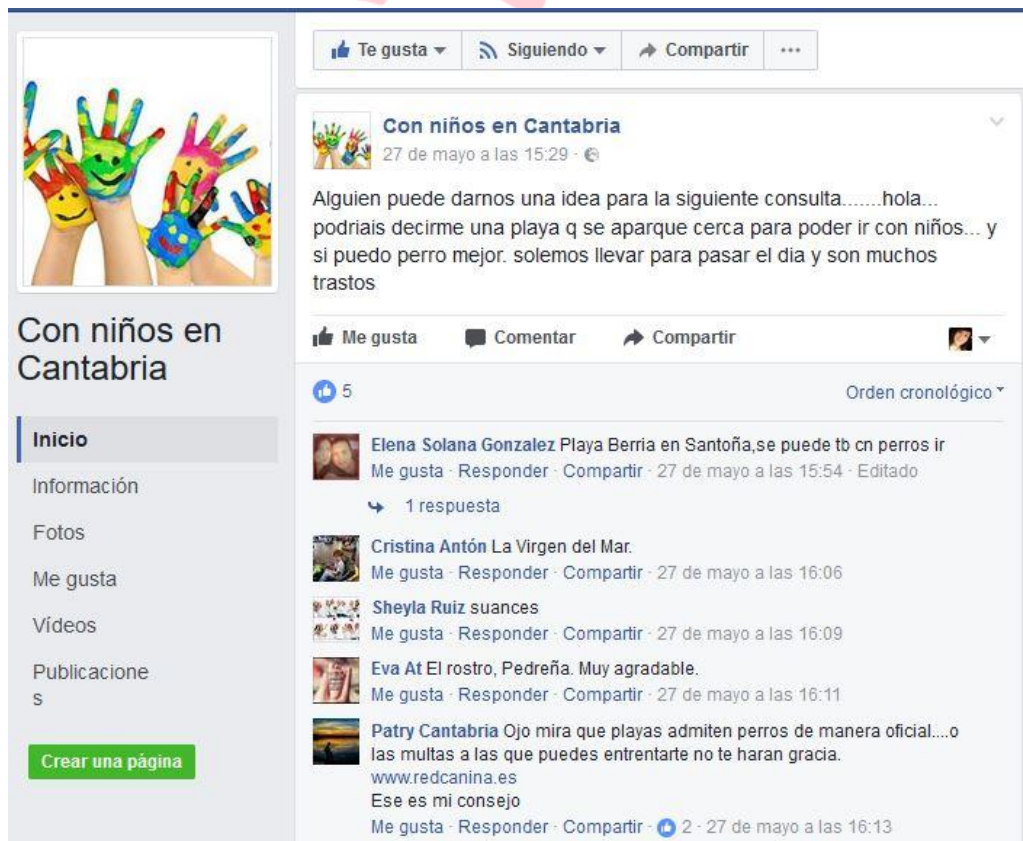 Te gusta Siguiendo Compartir ...
Con niños en Cantabria
27 de mayo a las 15:29 ·
Alguien puede darnos una idea para la siguiente consulta.......hola...
podriais decirme una playa q se aparque cerca para poder ir con niños... y
si puedo perro mejor. solemos llevar para pasar el dia y son muchos
trastos
Me gusta Comentar Compartir
5 Orden cronológico
Elena Solana Gonzalez Playa Berria en Santoña,se puede tb cn perros ir
Me gusta · Responder · Compartir · 27 de mayo a las 15:54 · Editado
1 respuesta
Cristina Antón La Virgen del Mar.
Me gusta · Responder · Compartir · 27 de mayo a las 16:06
Sheyla Ruiz suances
Me gusta · Responder · Compartir · 27 de mayo a las 16:09
Eva At El rostro, Pedreña. Muy agradable.
Me gusta · Responder · Compartir · 27 de mayo a las 16:11
Patry Cantabria Ojo mira que playas admiten perros de manera oficial....o
las multas a las que puedes entrentarte no te haran gracia.
www.redcanina.es
Ese es mi consejo
Me gusta · Responder · Compartir · 2 · 27 de mayo a las 16:13
Con niños en
Cantabria
Inicio
Información
Fotos
Me gusta
Vídeos
Publicacione
s
Crear una página